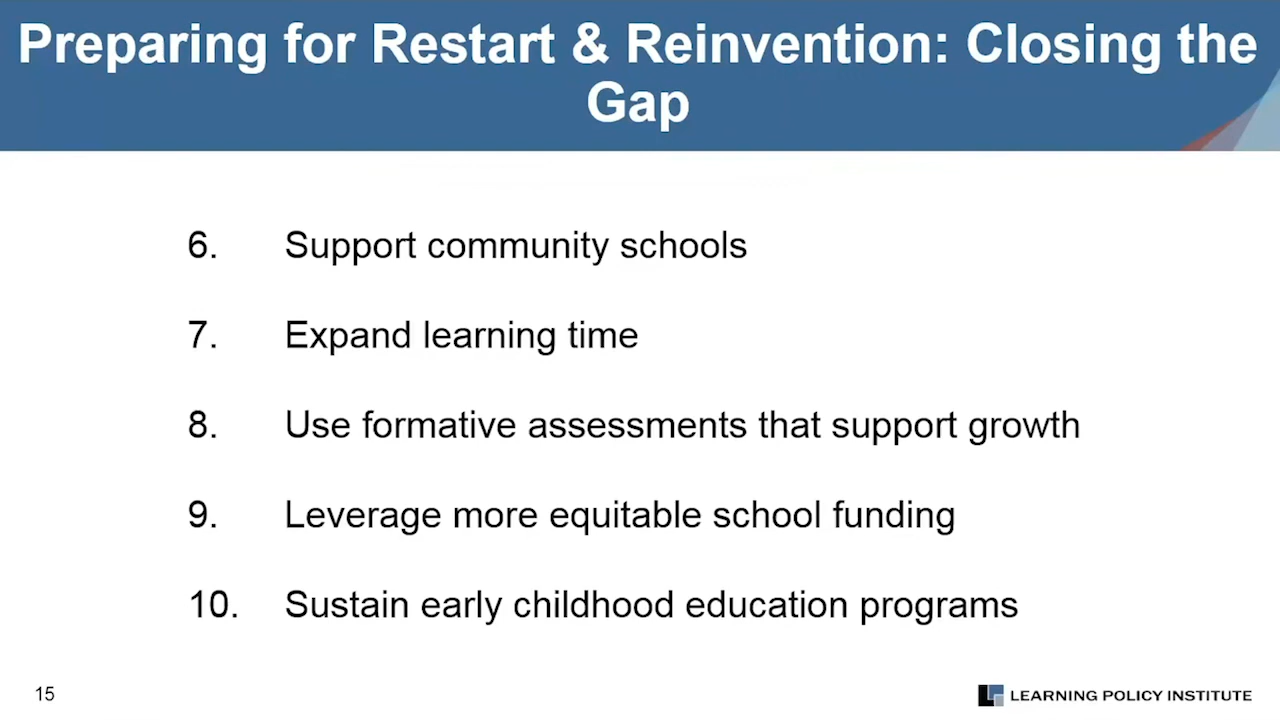 Preparing for Restart & Reinvention: Closing the
Gap
6. Support community schools
7. Expand learning time
8. Use formative assessments that support growth
9. Leverage more equitable school funding
10. Sustain early childhood education programs
15
LEARNING POLICY INSTITUTE